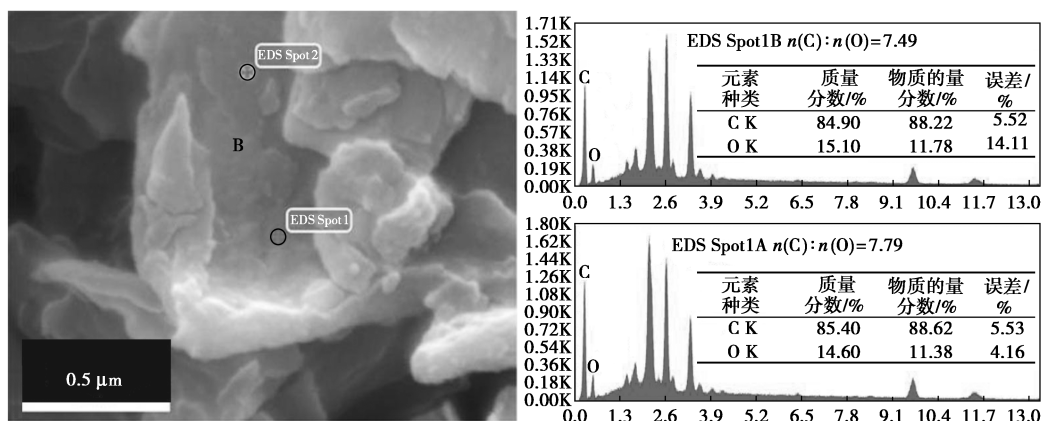 EDS Spot2
B
EDS Spot1
0.5 μm
1.71K
1.52K
1.33K
1.14K
0.95K
0.76K
0.57K
0.38K
0.19K
0.00K
C
O
EDS Spot1B n(C):n(O)=7.49
元素种类 质量分数/% 物质的量分数/% 误差/%
C K 84.90 88.22 5.52
O K 15.10 11.78 14.11
0.0 1.3 2.6 3.9 5.2 6.5 7.8 9.1 10.4 11.7 13.0
1.80K
1.62K
1.44K
1.26K
1.08K
0.90K
0.72K
0.54K
0.36K
0.18K
0.00K
C
O
EDS Spot1A n(C):n(O)=7.79
元素种类 质量分数/% 物质的量分数/% 误差/%
C K 85.40 88.62 5.53
O K 14.60 11.38 4.16
0.0 1.3 2.6 3.9 5.2 6.5 7.8 9.1 10.4 11.7 13.0